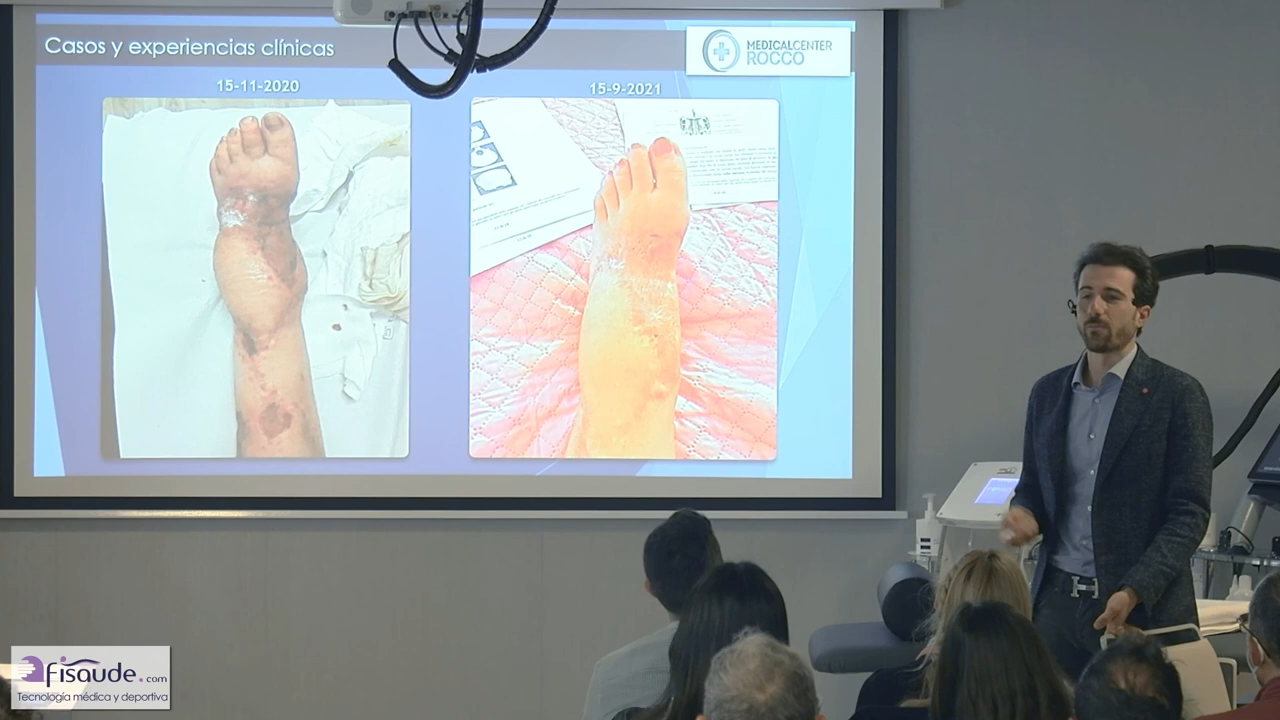 Casos y experiencias clínicas
MEDICALCENTER
ROCCO
15-11-2020
15-9-2021
fisaude.com
Tecnología médica y deportiva